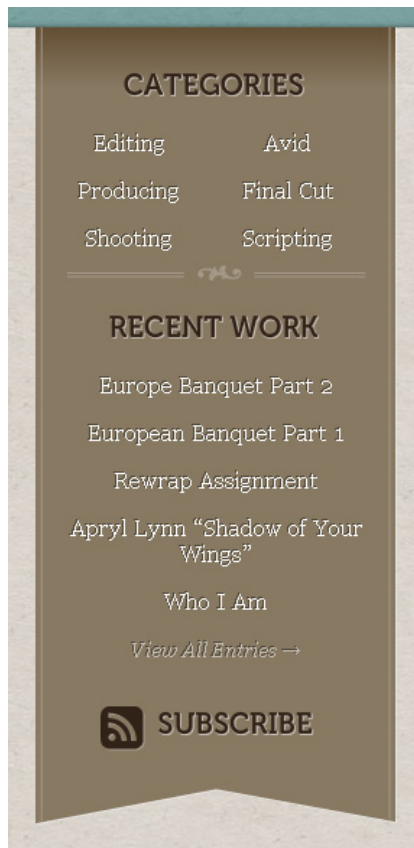 CATEGORIES
Editing Avid
Producing Final Cut
Shooting Scripting
RECENT WORK
Europe Banquet Part 2
European Banquet Part 1
Rewrap Assignment
Apryl Lynn “Shadow of Your
Wings”
Who I Am
View All Entries →
SUBSCRIBE